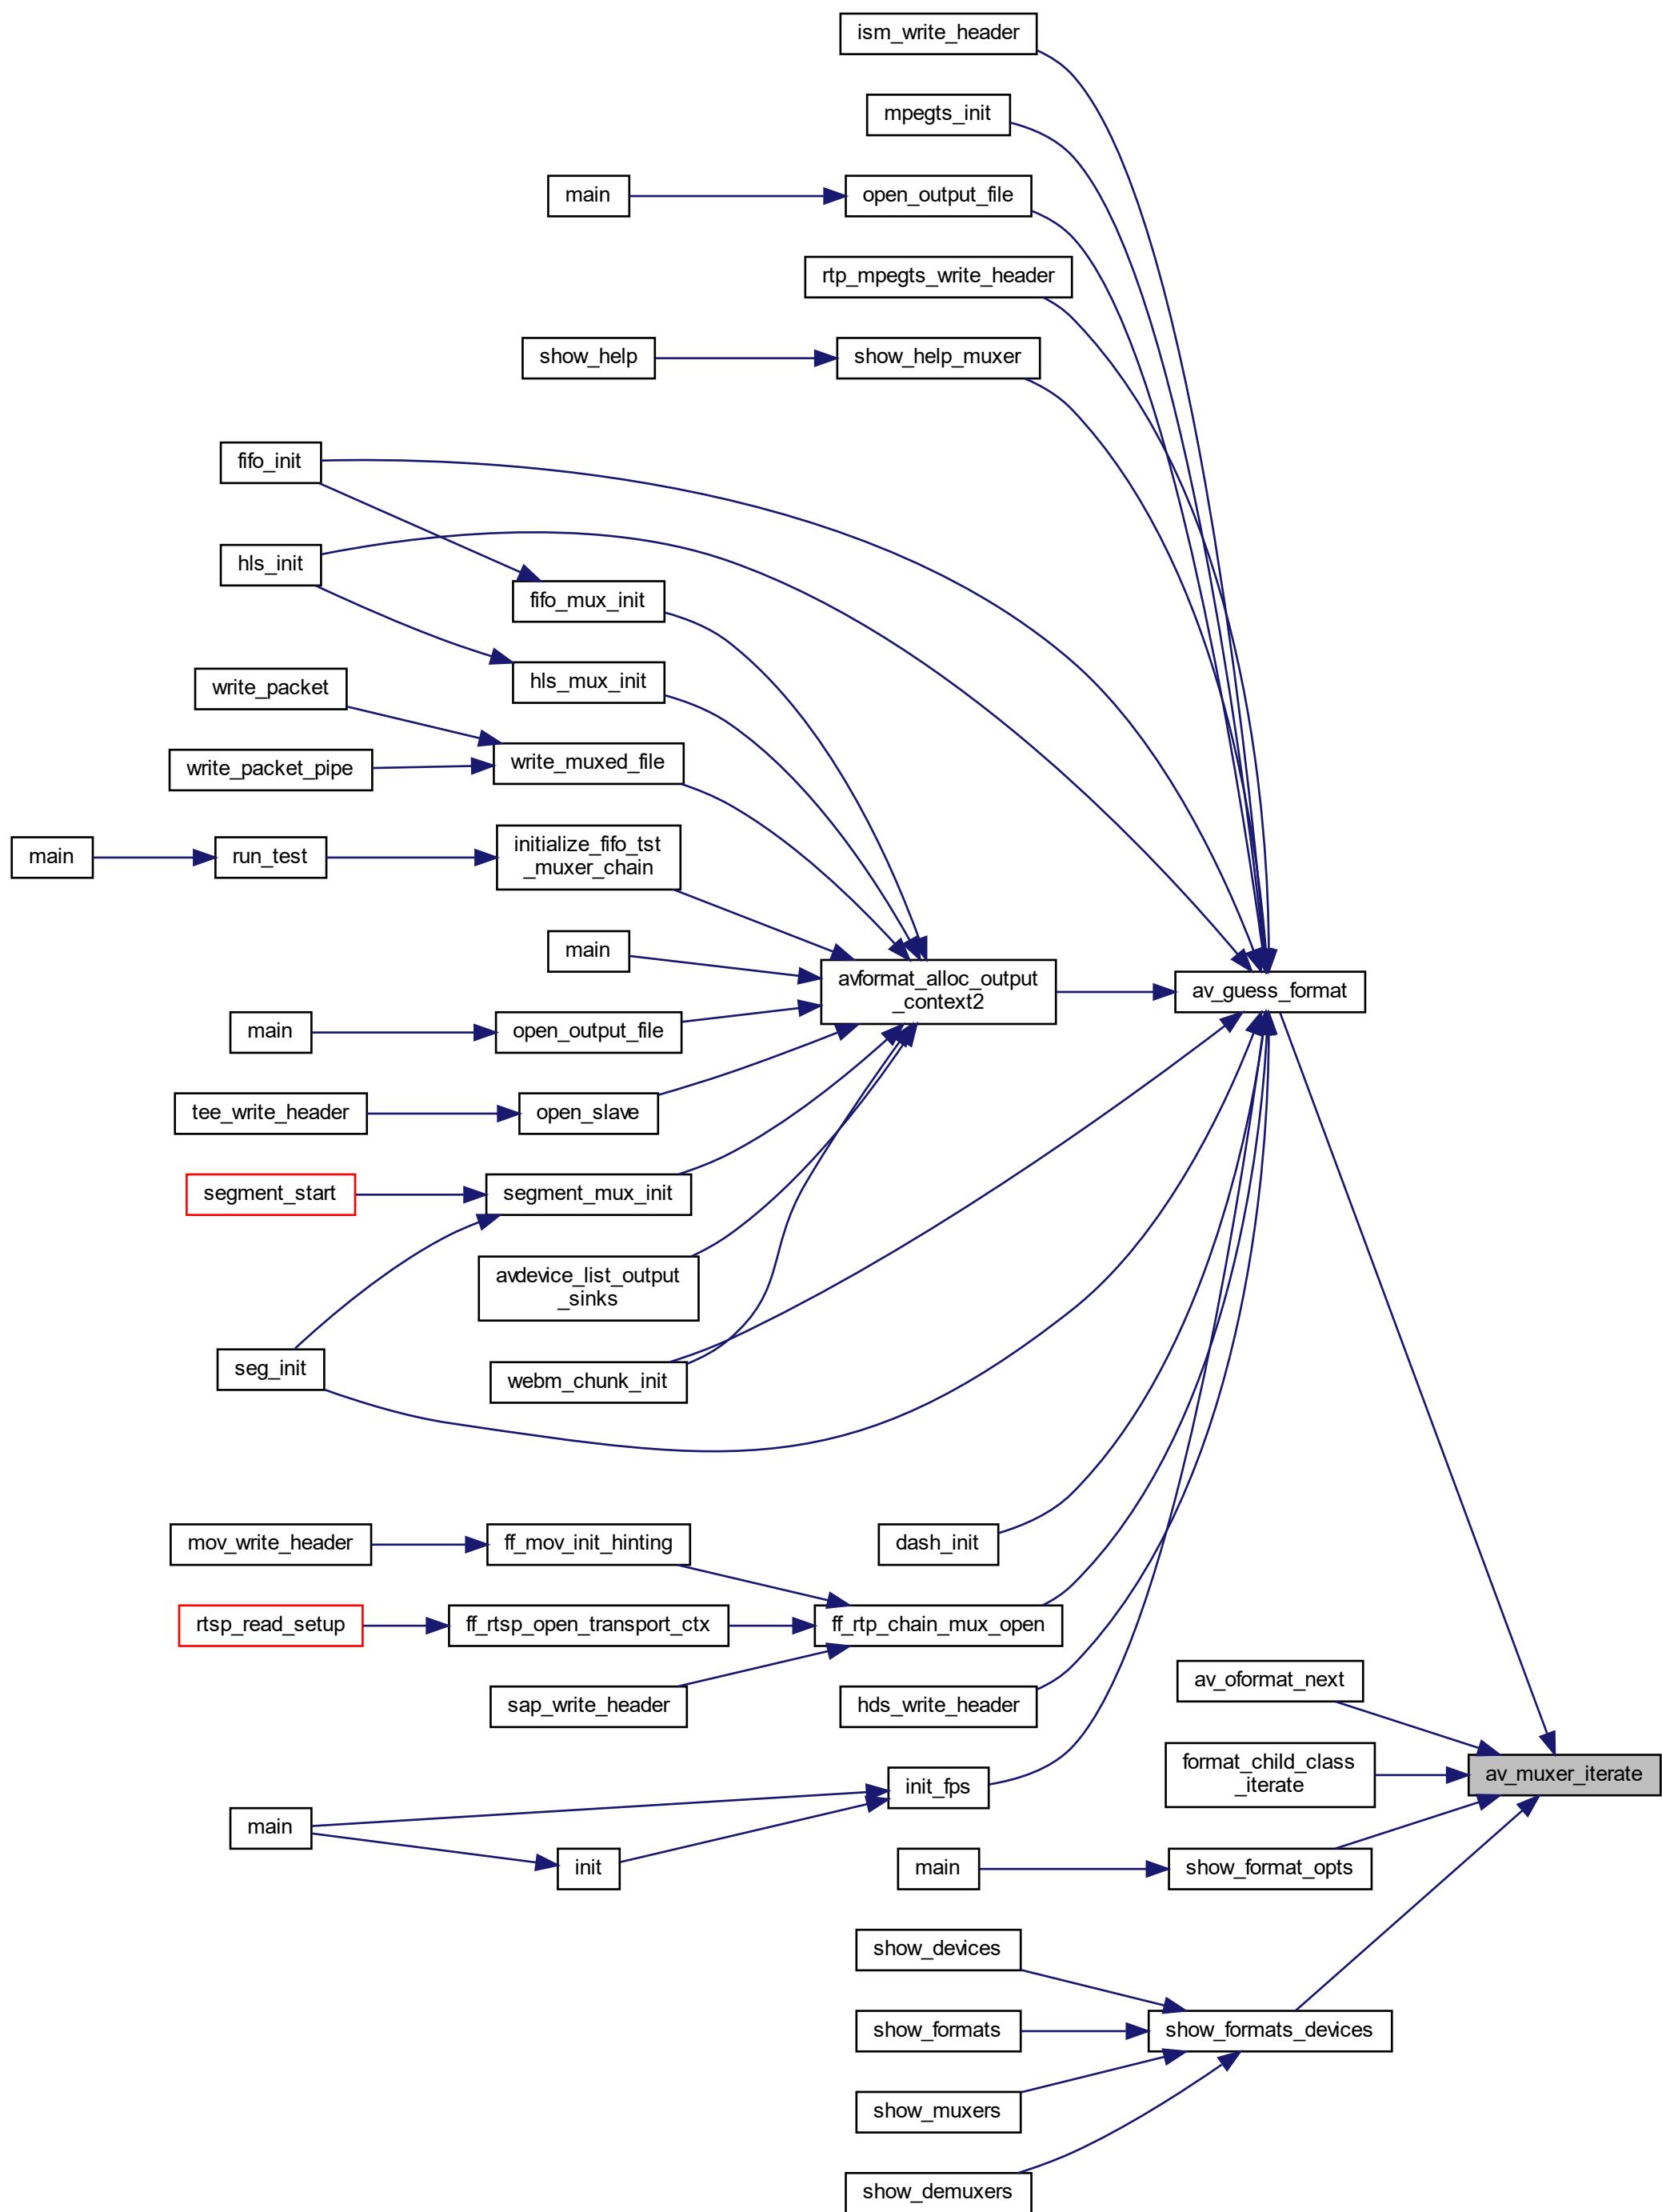 ism_write_header
mpegts_init
main
open_output_file
rtp_mpegts_write_header
show_help
show_help_muxer
fifo_init
hls_init
fifo_mux_init
hls_mux_init
write_packet
write_muxed_file
write_packet_pipe
main
run_test
initialize_fifo_tst
_muxer_chain
main
avformat_alloc_output
_context2
av_guess_format
main
open_output_file
tee_write_header
open_slave
segment_start
segment_mux_init
avdevice_list_output
_sinks
seg_init
webm_chunk_init
mov_write_header
ff_mov_init_hinting
dash_init
rtsp_read_setup
ff_rtsp_open_transport_ctx
ff_rtp_chain_mux_open
sap_write_header
hds_write_header
av_oformat_next
format_child_class
_iterate
av_muxer_iterate
init_fps
main
init
main
show_format_opts
show_devices
show_formats
show_formats_devices
show_muxers
show_demuxers